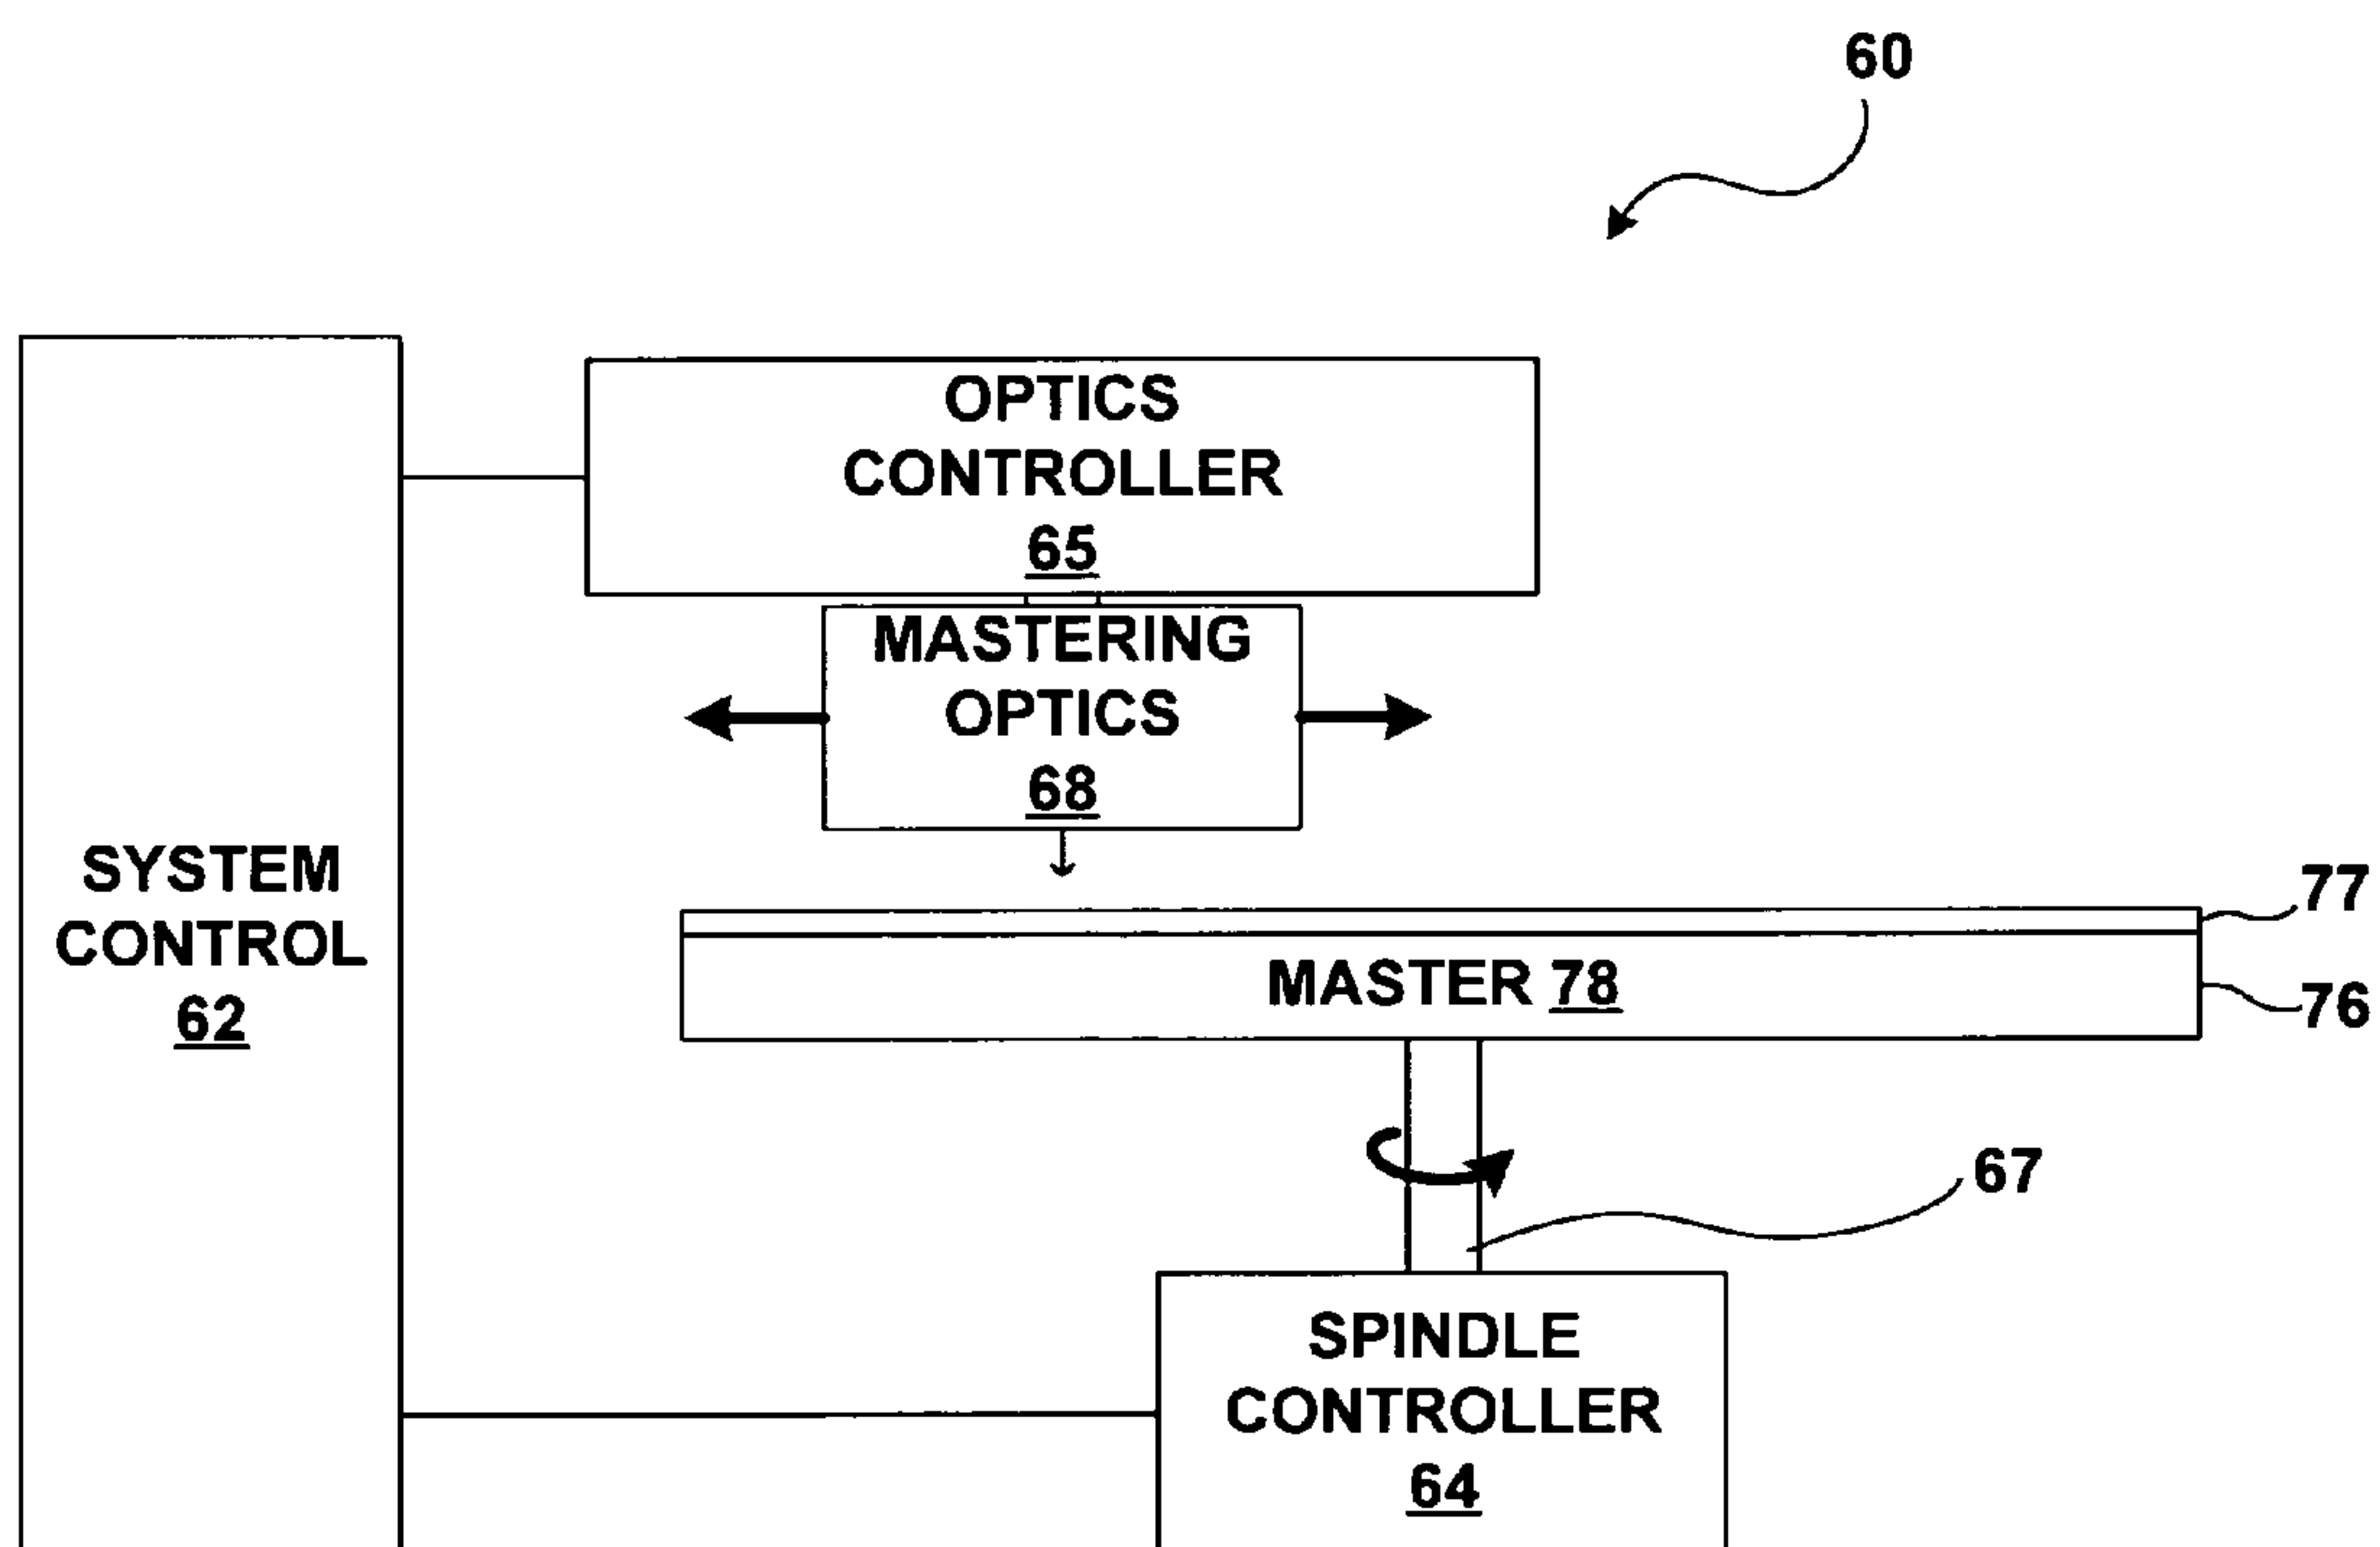 60
OPTICS
CONTROLLER
65
MASTERING
OPTICS
68
SYSTEM
CONTROL
62
77
MASTER 78
76
67
SPINDLE
CONTROLLER
64